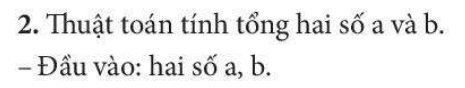 2. Thuật toán tính tổng hai số a và b.
– Đầu vào: hai số a, b.